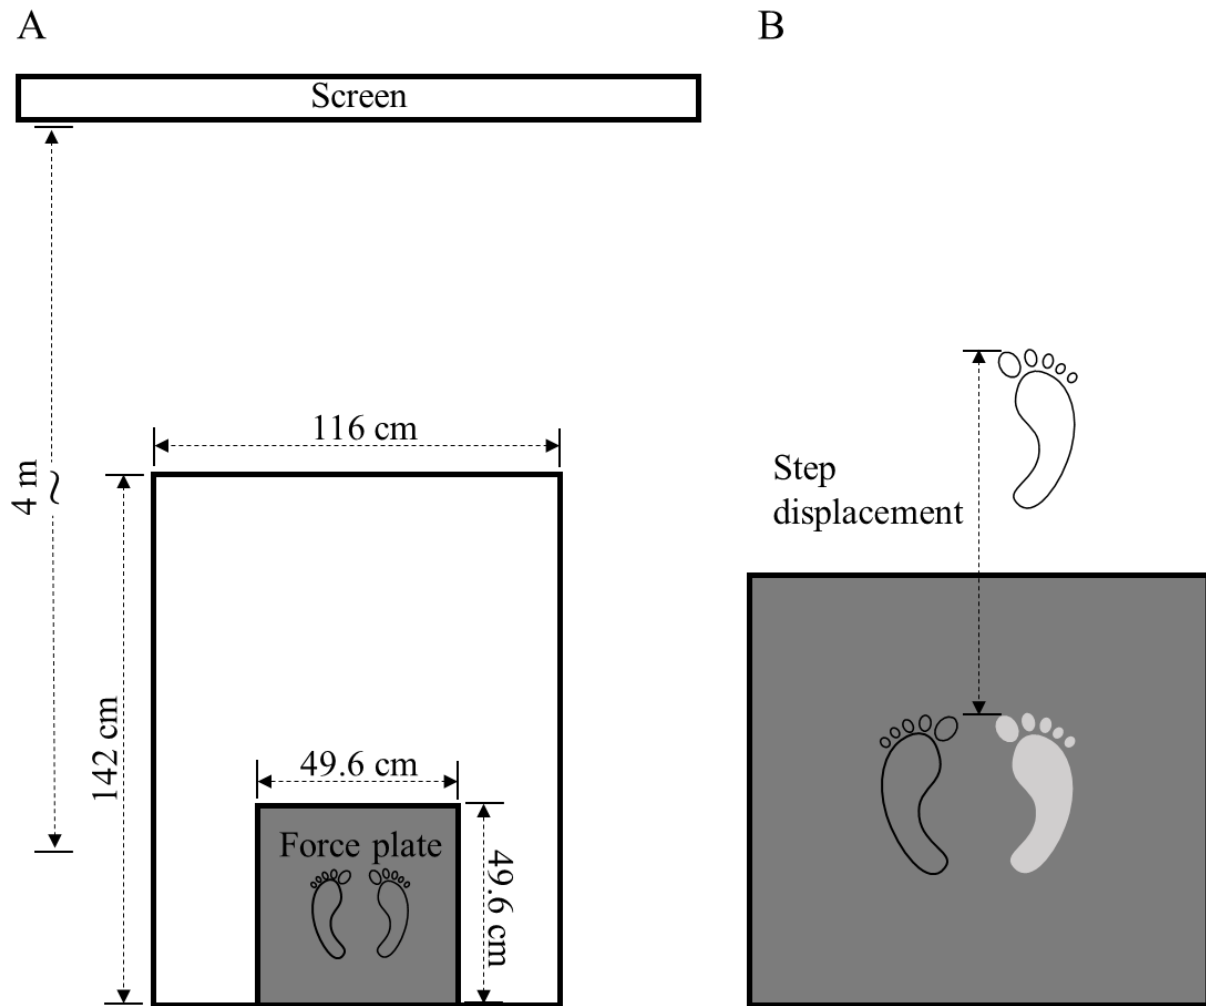 A
B
Screen
116 cm
4 m
Step
displacement
142 cm
49.6 cm
Force plate
49.6 cm